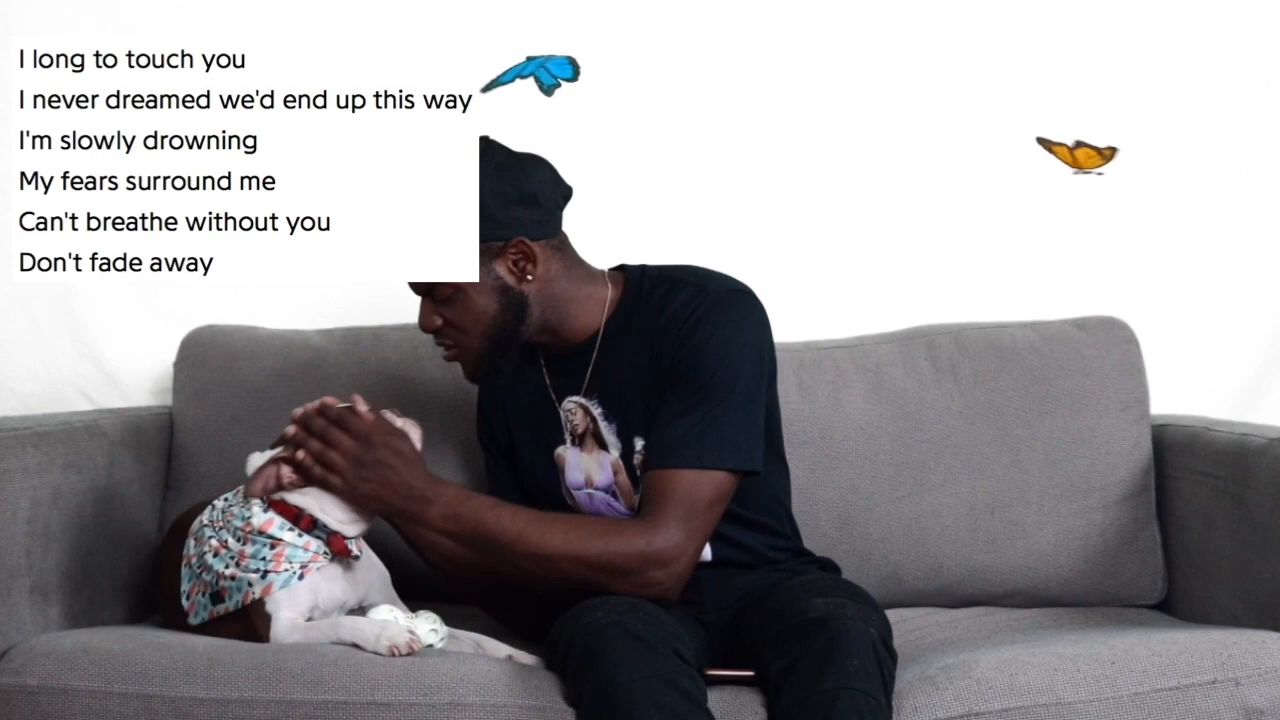 I long to touch you
I never dreamed we'd end up this way
I'm slowly drowning
My fears surround me
Can't breathe without you
Don't fade away